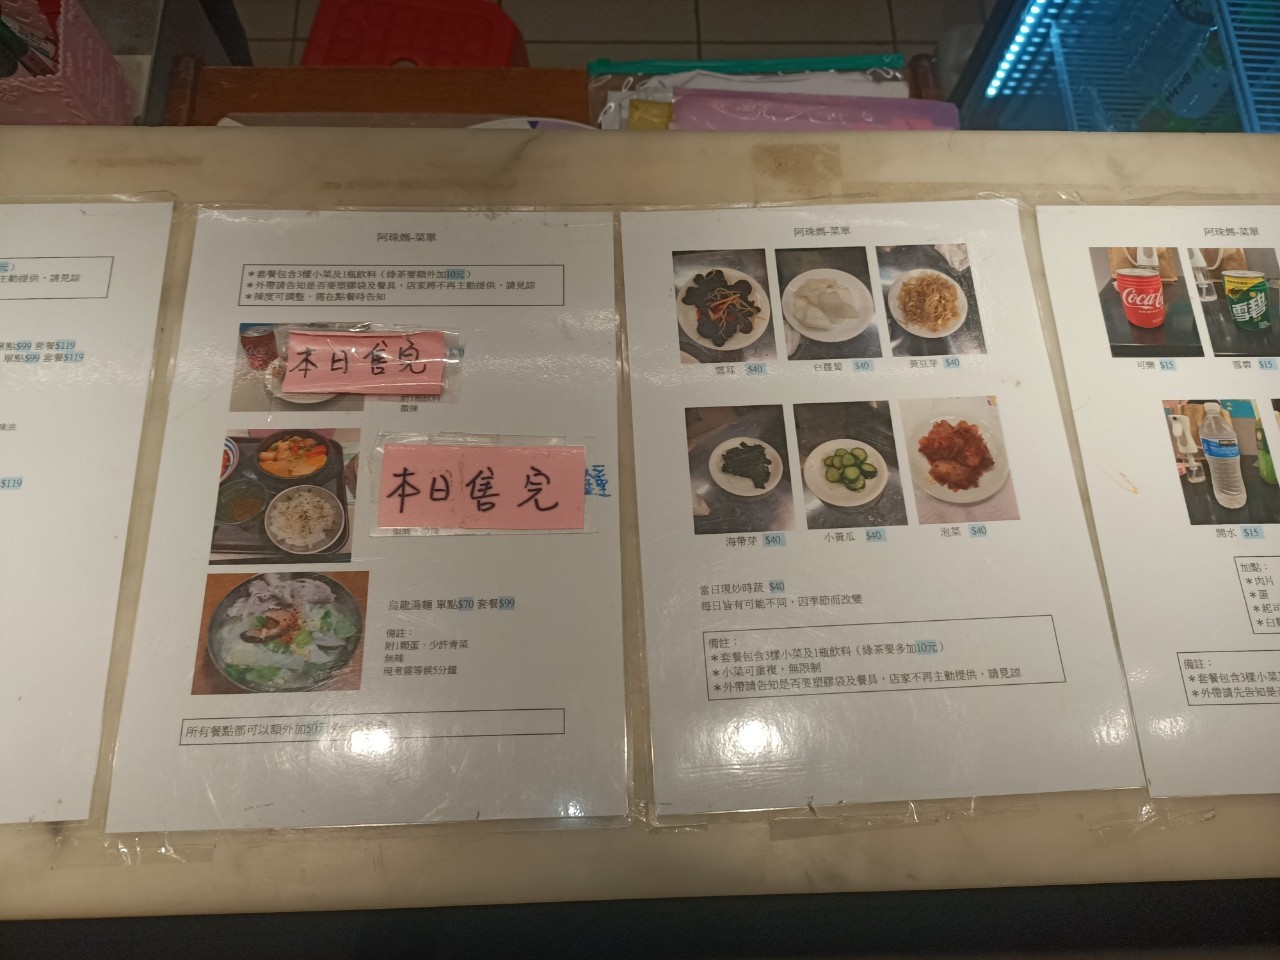 元）
主動提供，請見諒
單點$99 套餐$119
單點$99 套餐$119
辣油
$119
阿珠媽-菜單
＊套餐包含3樣小菜及1瓶飲料（綠茶要額外加10元）
＊外帶請告知是否要塑膠袋及餐具，店家將不再主動提供，請見諒
＊辣度可調整，需在點餐時告知
本日售完
附1瓶飲料
微辣
本日售完
鐘
烏龍湯麵 單點$70 套餐$99
備註：
附1顆蛋，少許青菜
無辣
現煮需等候5分鐘
所有餐點都可以額外加50元
阿珠媽-菜單
雲耳 $40
白蘿蔔 $40
黃豆芽 $40
海帶芽 $40
小黃瓜 $40
泡菜 $40
當日現炒時蔬 $40
每日皆有可能不同，因季節而改變
備註：
＊套餐包含3樣小菜及1瓶飲料（綠茶要多加10元）
＊小菜可重複，無限制
＊外帶請告知是否要塑膠袋及餐具，店家不再主動提供，請見諒
阿珠媽-菜單
Coca-C
雪碧
可樂 $15
雪碧 $15
開水 $15
加點：
＊肉片
＊蛋
＊起司
＊白
備註：
＊套餐包含3樣小菜
＊外帶請先告知是